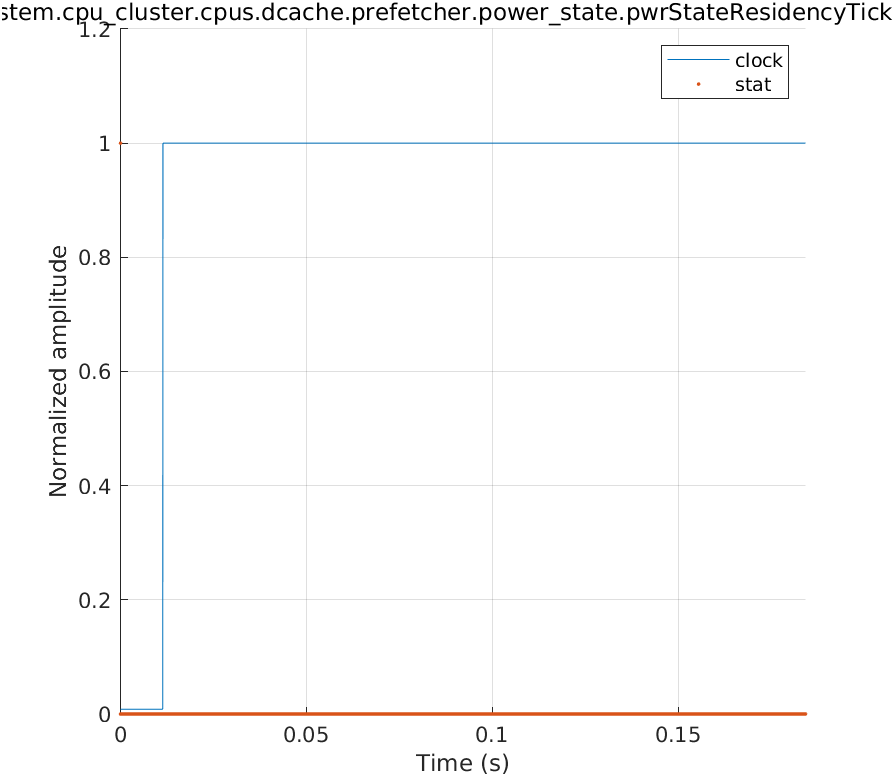 stem.cpu_cluster.cpus.dcache.prefetcher.power_state.pwrStateResidencyTick
clock
stat
1.2
1
0.8
0.6
0.4
0.2
0
Normalized amplitude
0
0.05
0.1
0.15
Time (s)